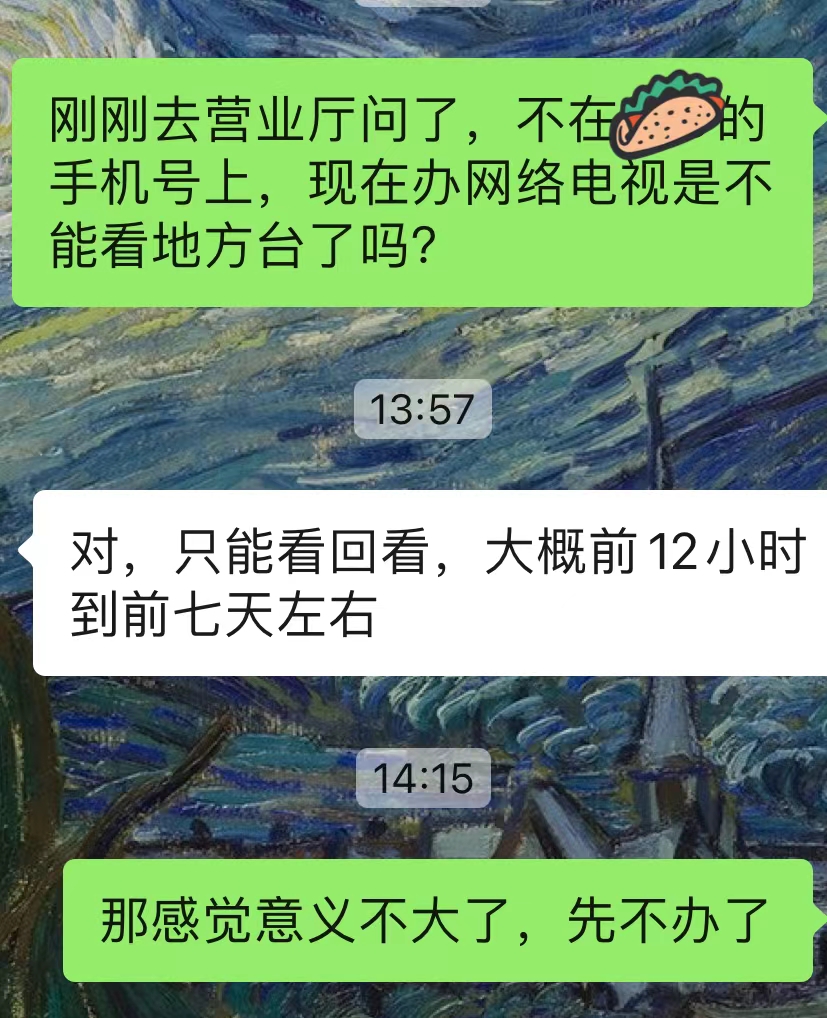 刚刚去营业厅问了，不在的
手机号上，现在办网络电视是不
能看地方台了吗?
13:57
对，只能看回看，大概前12小时
到前七天左右
14:15
那感觉意义不大了，先不办了